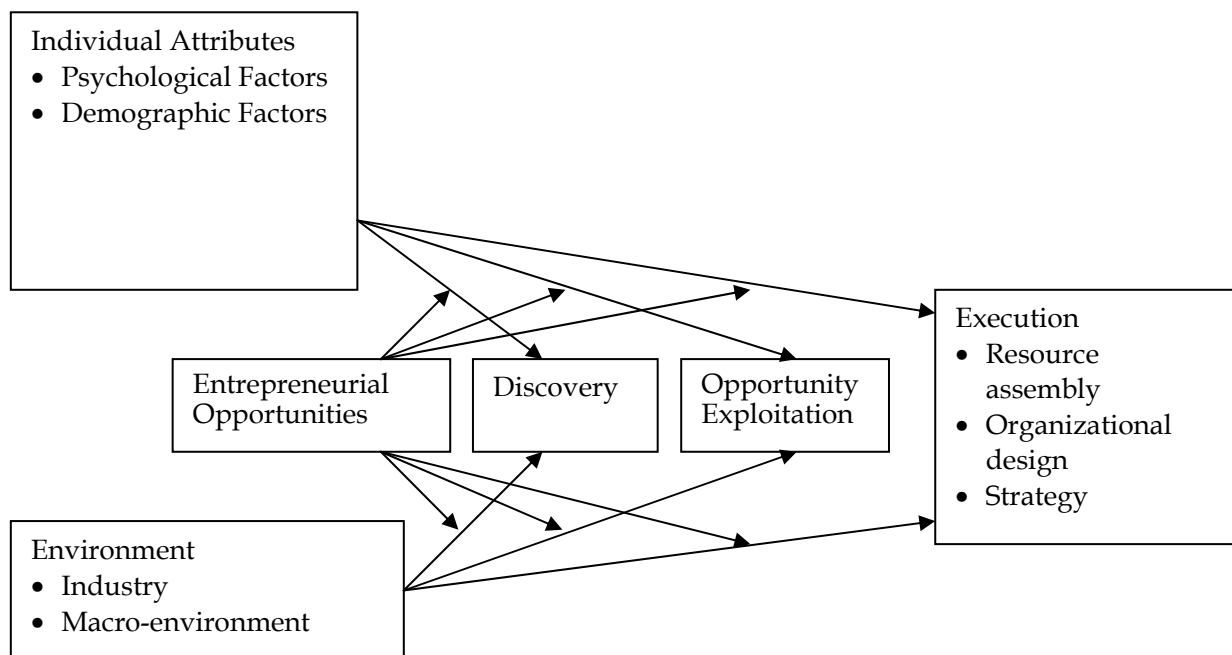 Individual Attributes
• Psychological Factors
• Demographic Factors
Entrepreneurial
Opportunities
Discovery
Opportunity
Exploitation
Execution
• Resource
assembly
• Organizational
design
• Strategy
Environment
• Industry
• Macro-environment